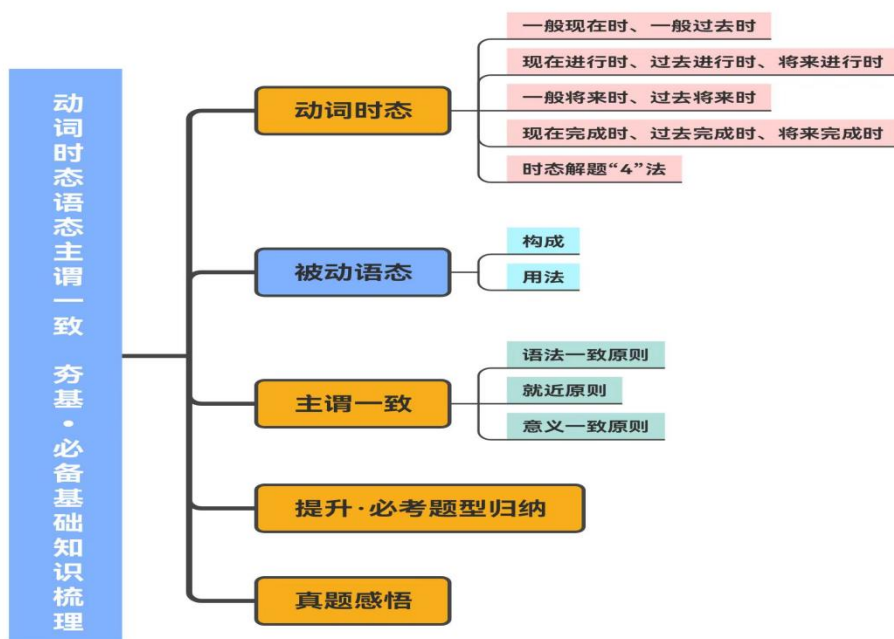 动词时态语态主谓一致 夯基·必备基础知识梳理
动词时态
一般现在时、一般过去时
现在进行时、过去进行时、将来进行时
一般将来时、过去将来时
现在完成时、过去完成时、将来完成时
时态解题“4”法
被动语态
构成
用法
主谓一致
语法一致原则
就近原则
意义一致原则
提升·必考题型归纳
真题感悟